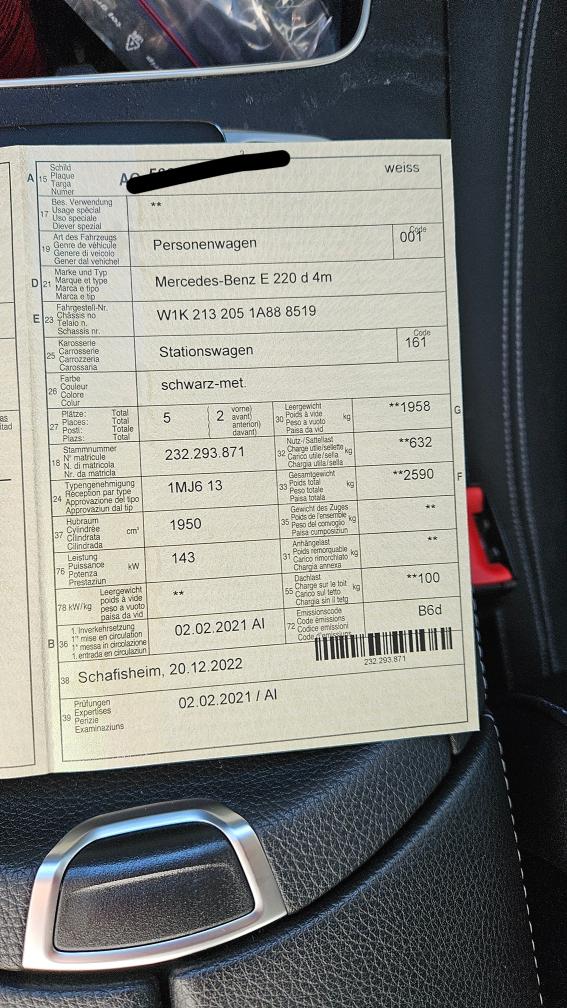 A 15 Schild
Plaque
Targa
Numer
weiss
17 Bes. Verwendung
Usage spécial
Uso speciale
Diever spezial
**
19 Art des Fahrzeugs
Genre de véhicule
Genere di veicolo
Gener dal vehichel
Personenwagen
Code
001
D 21 Marke und Typ
Marque et type
Marca e tipo
Marca e tip
Mercedes-Benz E 220 d 4m
E 23 Fahrgestell-Nr.
Châssis no
Telaio n.
Schassis nr.
W1K 213 205 1A88 8519
25 Karosserie
Carrosserie
Carrozzeria
Carossaria
Stationswagen
Code
161
26 Farbe
Couleur
Colore
Colur
schwarz-met.
27 Plätze: Total
Places: Total
Posti: Totale
Plazs: Total
5
2
vorne)
avant)
anterion)
davant)
30 Leergewicht
Poids à vide
Peso a vuoto
Paisa da vid
kg
**1958
G
18 Stammnummer
N° matricule
N. di matricola
Nr. da matricla
232.293.871
32 Nutz-/Sattellast
Charge utile/sellette
Carico utile/sella
Chargia utila/sella
kg
**632
24 Typengenehmigung
Réception par type
Approvazione del tipo
Approvaziun dal tip
1MJ6 13
33 Gesamtgewicht
Poids total
Peso totale
Paisa totala
kg
**2590
F
37 Hubraum
Cylindrée
Cilindrata
Cilindrada
cm³
1950
35 Gewicht des Zuges
Poids de l'ensemble
Peso del convoglio
Paisa cumposiziun
kg
**
76 Leistung
Puissance
Potenza
Prestaziun
kW
143
31 Anhängelast
Poids remorquable
Carico rimorchiato
Chargia annexa
kg
**
78 kW/kg
Leergewicht
poids à vide
peso a vuoto
paisa da vid
**
55 Dachlast
Charge sur le toit
Carico sul tetto
Chargia sin il tetg
kg
**100
B 36 1. Inverkehrsetzung
1re mise en circulation
1a messa in circolazione
1. entrada en circulaziun
02.02.2021 AI
72 Emissionscode
Code émissions
Codice emissioni
B6d
38 Schafisheim, 20.12.2022
232.293.871
39 Prüfungen
Expertises
Perizie
Examinaziuns
02.02.2021 / AI